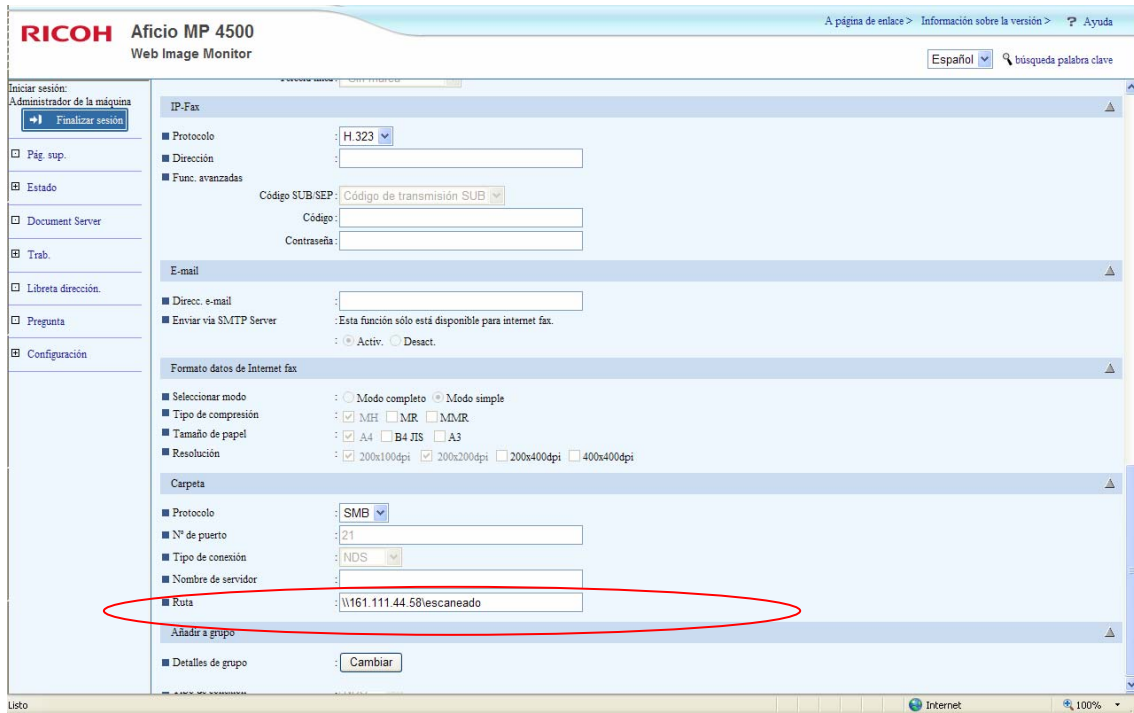 A página de enlace > Información sobre la versión > ? Ayuda
RICOH Aficio MP 4500
Web Image Monitor
Español búsqueda palabra clave
Iniciar sesión:
Administrador de la máquina
Finalizar sesión
Pág. sup.
Estado
Document Server
Trab.
Libreta dirección.
Pregunta
Configuración
IP-Fax
Protocolo : H.323
Dirección :
Func. avanzadas
Código SUB/SEP : Código de transmisión SUB
Código :
Contraseña :
E-mail
Direcc. e-mail :
Enviar via SMTP Server : Esta función sólo está disponible para internet fax.
: Activ. Desact.
Formato datos de Internet fax
Seleccionar modo : Modo completo Modo simple
Tipo de compresión : MH MR MMR
Tamaño de papel : A4 B4 JIS A3
Resolución : 200x100dpi 200x200dpi 200x400dpi 400x400dpi
Carpeta
Protocolo : SMB
Nº de puerto : 21
Tipo de conexión : NDS
Nombre de servidor :
Ruta : \\161.111.44.58\escaneado
Añadir a grupo
Detalles de grupo : Cambiar
Listo Internet 100%